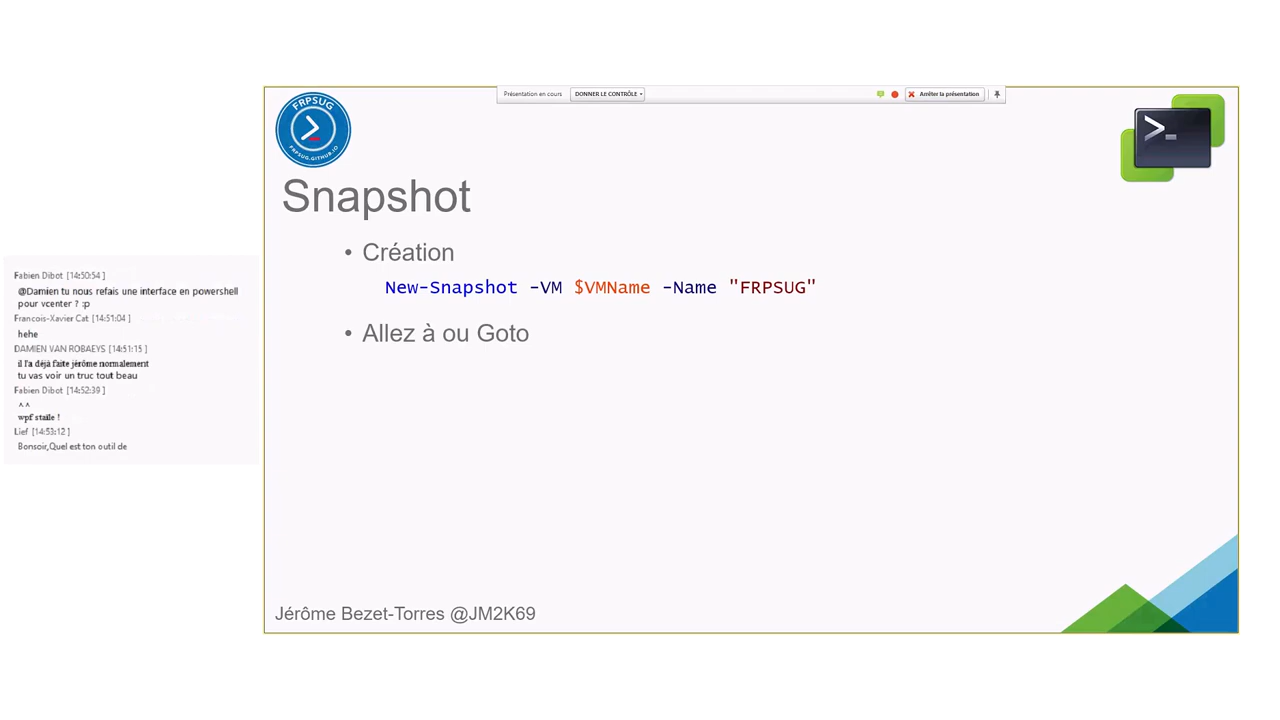 Présentation en cours
DONNER LE CONTRÔLE
Arrêter la présentation
FRPSUG
FRPSUG.GITHUB.IO
Snapshot
• Création
New-Snapshot -VM $VMName -Name "FRPSUG"
• Allez à ou Goto
Jérôme Bezet-Torres @JM2K69
Fabien Dibot [14:50:54]
@Damien tu nous refais une interface en powershell
pour vcenter ? :p
Francois-Xavier Cat [14:51:04]
hehe
DAMIEN VAN ROBAEYS [14:51:15]
il l'a déjà faite jérôme normalement
tu vas voir un truc tout beau
Fabien Dibot [14:52:39]
^^
wpf staile !
Lief [14:53:12]
Bonsoir,Quel est ton outil de